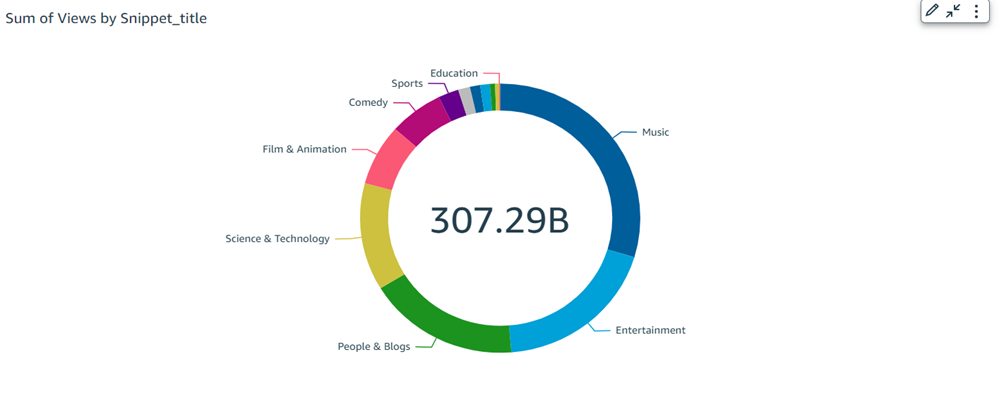 Sum of Views by Snippet_title
Education
Sports
Comedy
Music
Film & Animation
307.29B
Science & Technology
Entertainment
People & Blogs